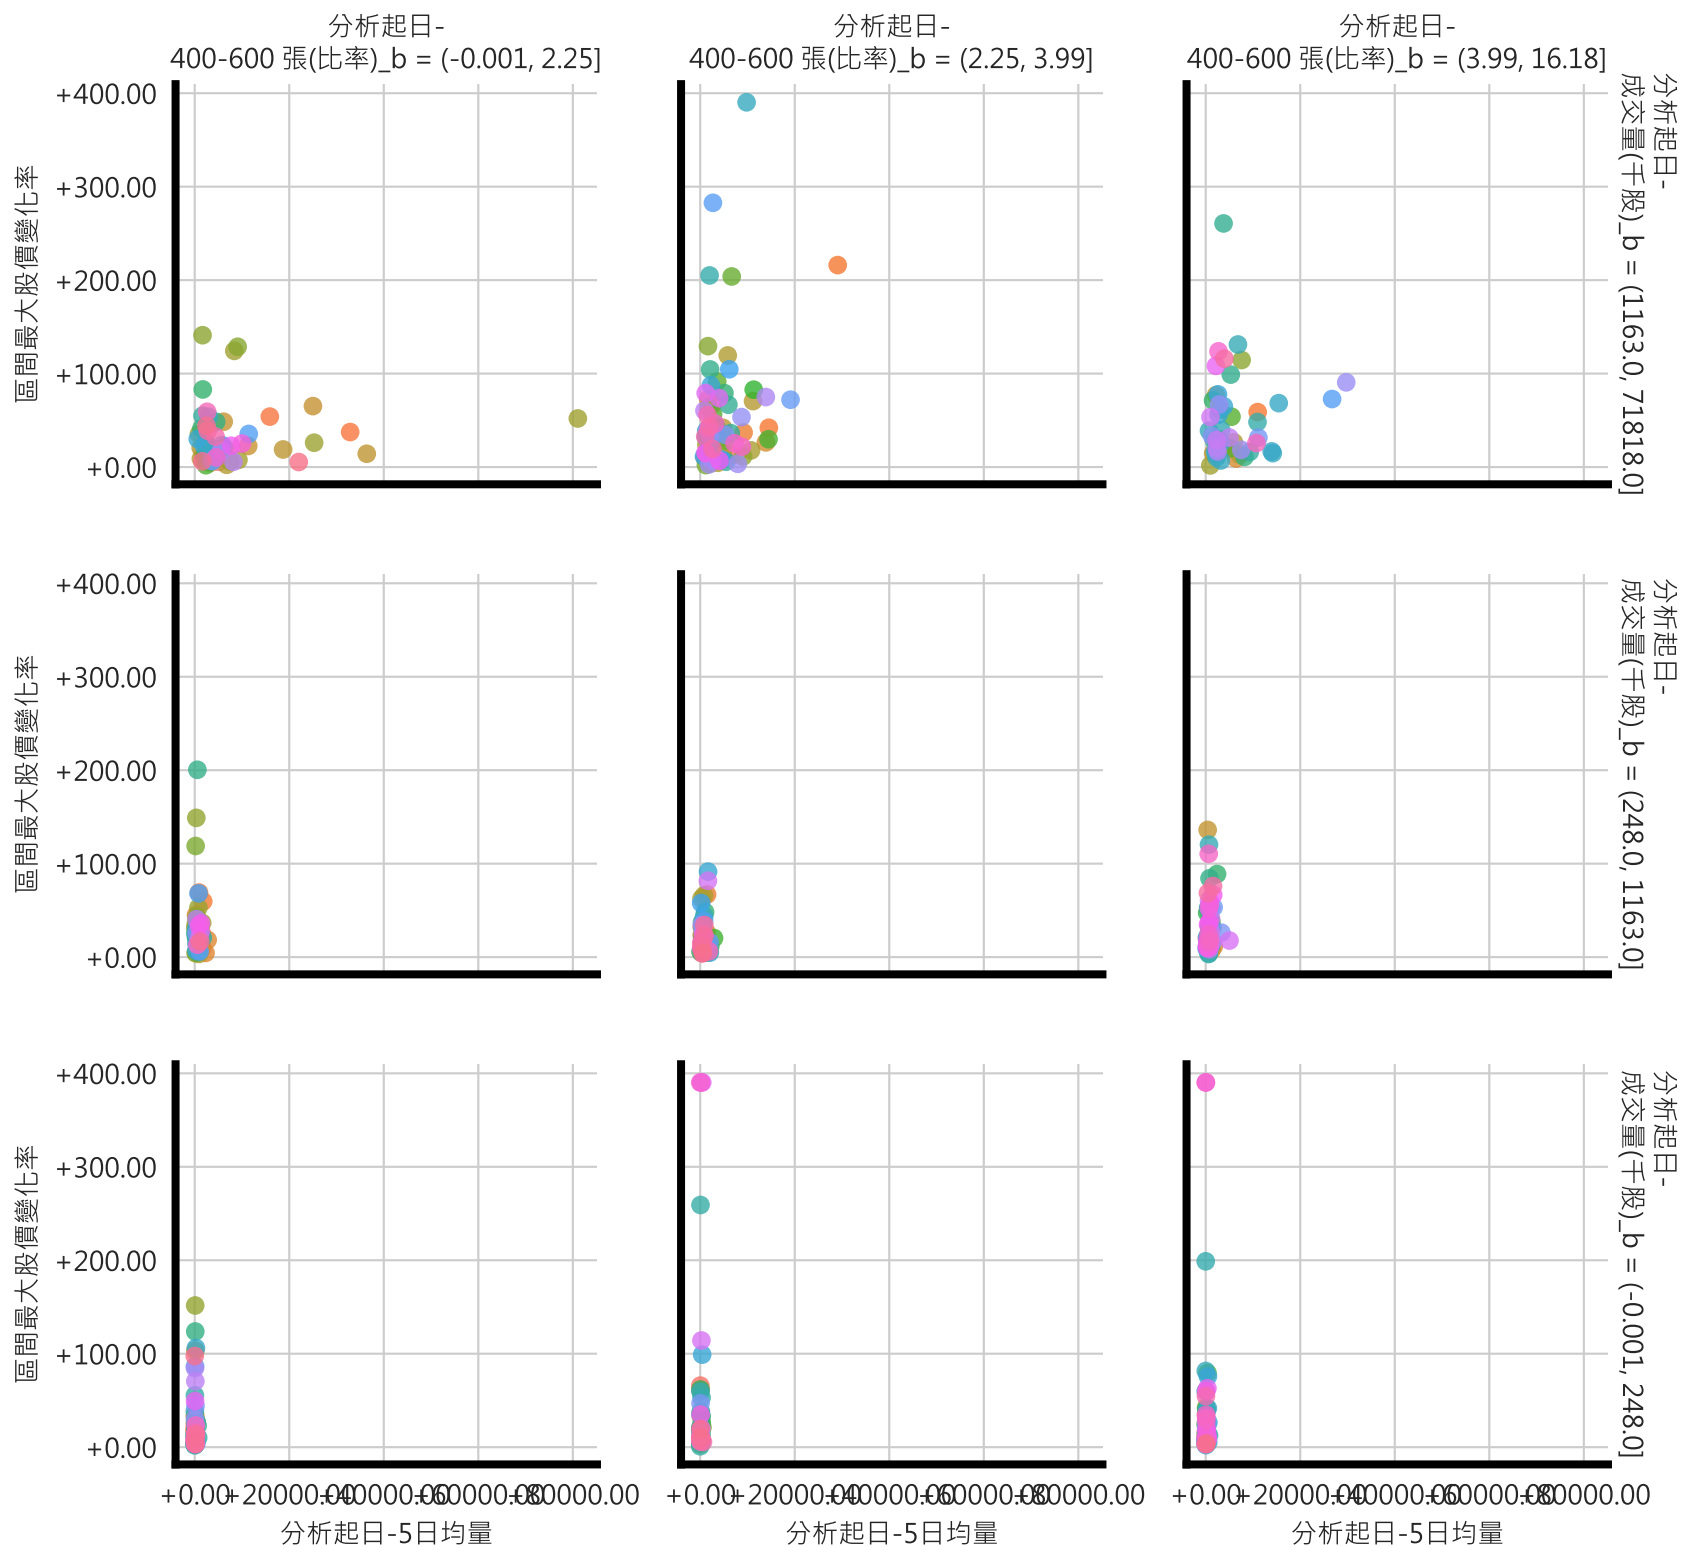 分析起日-
400-600 張(比率)_b = (-0.001, 2.25]
分析起日-
400-600 張(比率)_b = (2.25, 3.99]
分析起日-
400-600 張(比率)_b = (3.99, 16.18]
區間最大股價變化率
+400.00
+300.00
+200.00
+100.00
+0.00
分析起日-
成交量(千股)_b = (1163.0, 71818.0]
區間最大股價變化率
+400.00
+300.00
+200.00
+100.00
+0.00
分析起日-
成交量(千股)_b = (248.0, 1163.0]
區間最大股價變化率
+400.00
+300.00
+200.00
+100.00
+0.00
分析起日-
成交量(千股)_b = (-0.001, 248.0]
+0.00 +20000.00 +40000.00 +60000.00 +80000.00
+0.00 +20000.00 +40000.00 +60000.00 +80000.00
+0.00 +20000.00 +40000.00 +60000.00 +80000.00
分析起日-5日均量
分析起日-5日均量
分析起日-5日均量